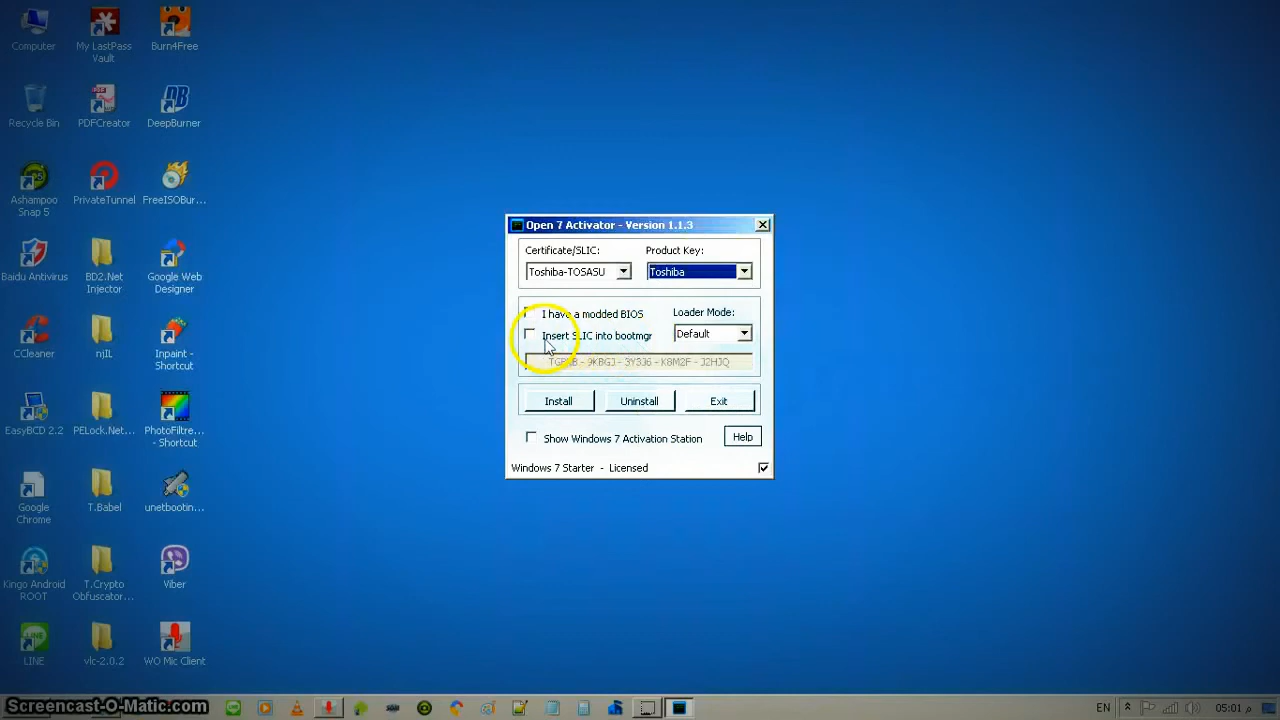 Computer
My LastPass
Vault
Burn4Free
Recycle Bin
PDFCreator
DeepBurner
Ashampoo
Snap 5
PrivateTunnel
FreeISOBur...
Baidu Antivirus
BD2.Net
Injector
Google Web
Designer
CCleaner
njIL
Inpaint -
Shortcut
EasyBCD 2.2
PELock.Net...
PhotoFiltre...
- Shortcut
Google
Chrome
T.Babel
unetbootin...
Kingo Android
ROOT
T.Crypto
Obfuscator...
Viber
LINE
LINE
vlc-2.0.2
WO Mic Client
Open 7 Activator - Version 1.1.3
Certificate/SLIC:
Product Key:
Toshiba-TOSASU
Toshiba
I have a modded BIOS
Loader Mode:
Insert SLIC into bootmgr
Default
Install
Uninstall
Exit
Show Windows 7 Activation Station
Help
Windows 7 Starter - Licensed
Screencast-O-Matic.com
EN
05:01 م